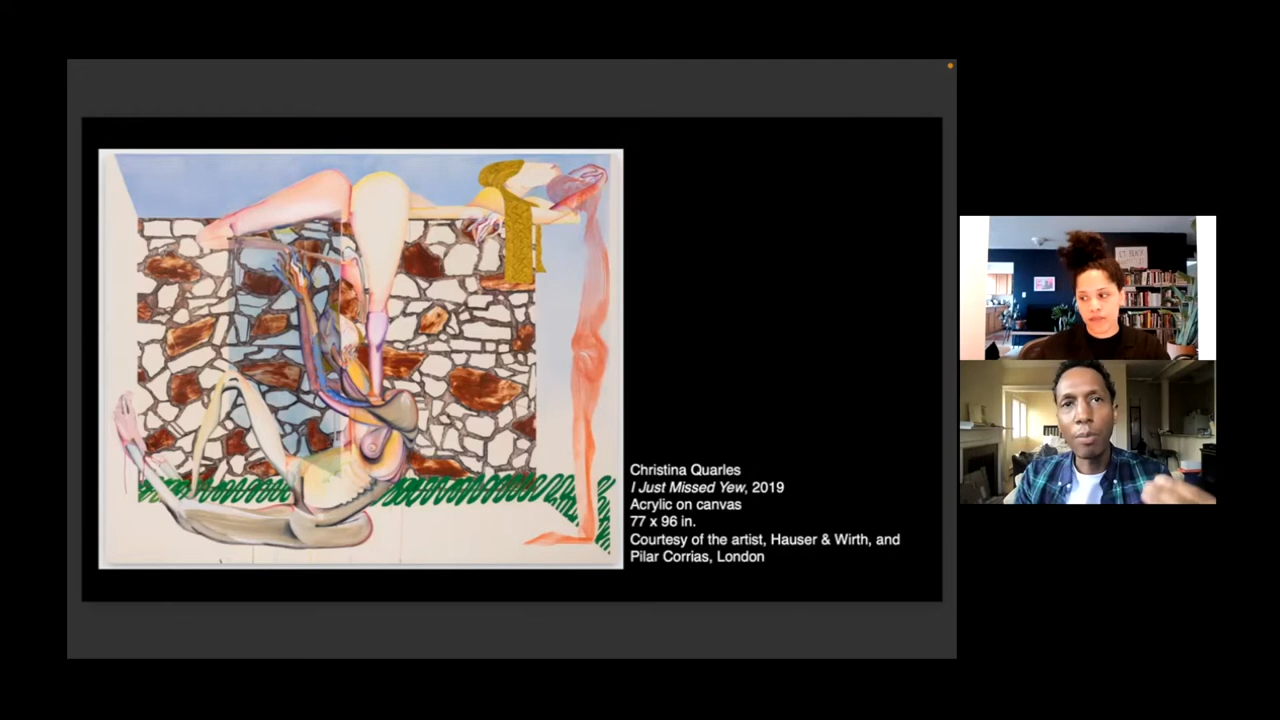 Christina Quarles
I Just Missed Yew, 2019
Acrylic on canvas
77 x 96 in.
Courtesy of the artist, Hauser & Wirth, and
Pilar Corrias, London